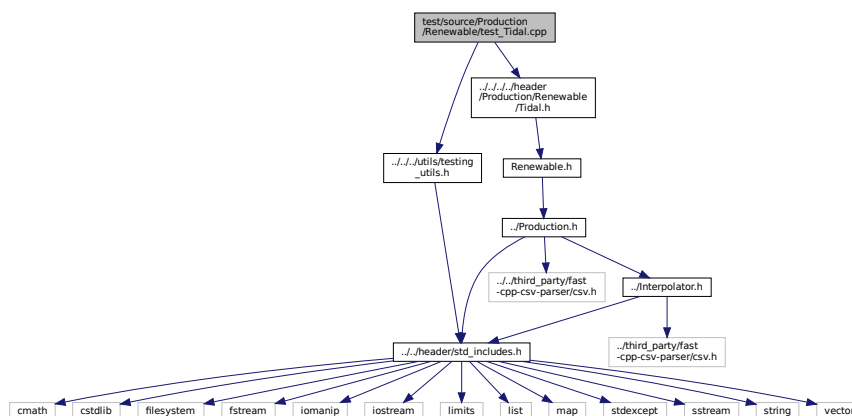 test/source/Production
/Renewable/test_Tidal.cpp
../../../../header
/Production/Renewable
/Tidal.h
../../../utils/testing
_utils.h
Renewable.h
../Production.h
../../third_party/fast
-cpp-csv-parser/csv.h
../Interpolator.h
../third_party/fast
-cpp-csv-parser/csv.h
../../header/std_includes.h
cmath
cstdlib
filesystem
fstream
iomanip
iostream
limits
list
map
stdexcept
sstream
string
vecto